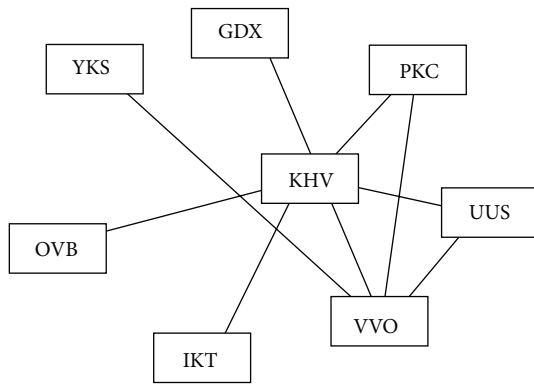 GDX
YKS
PKC
KHV
UUS
OVB
VVO
IKT